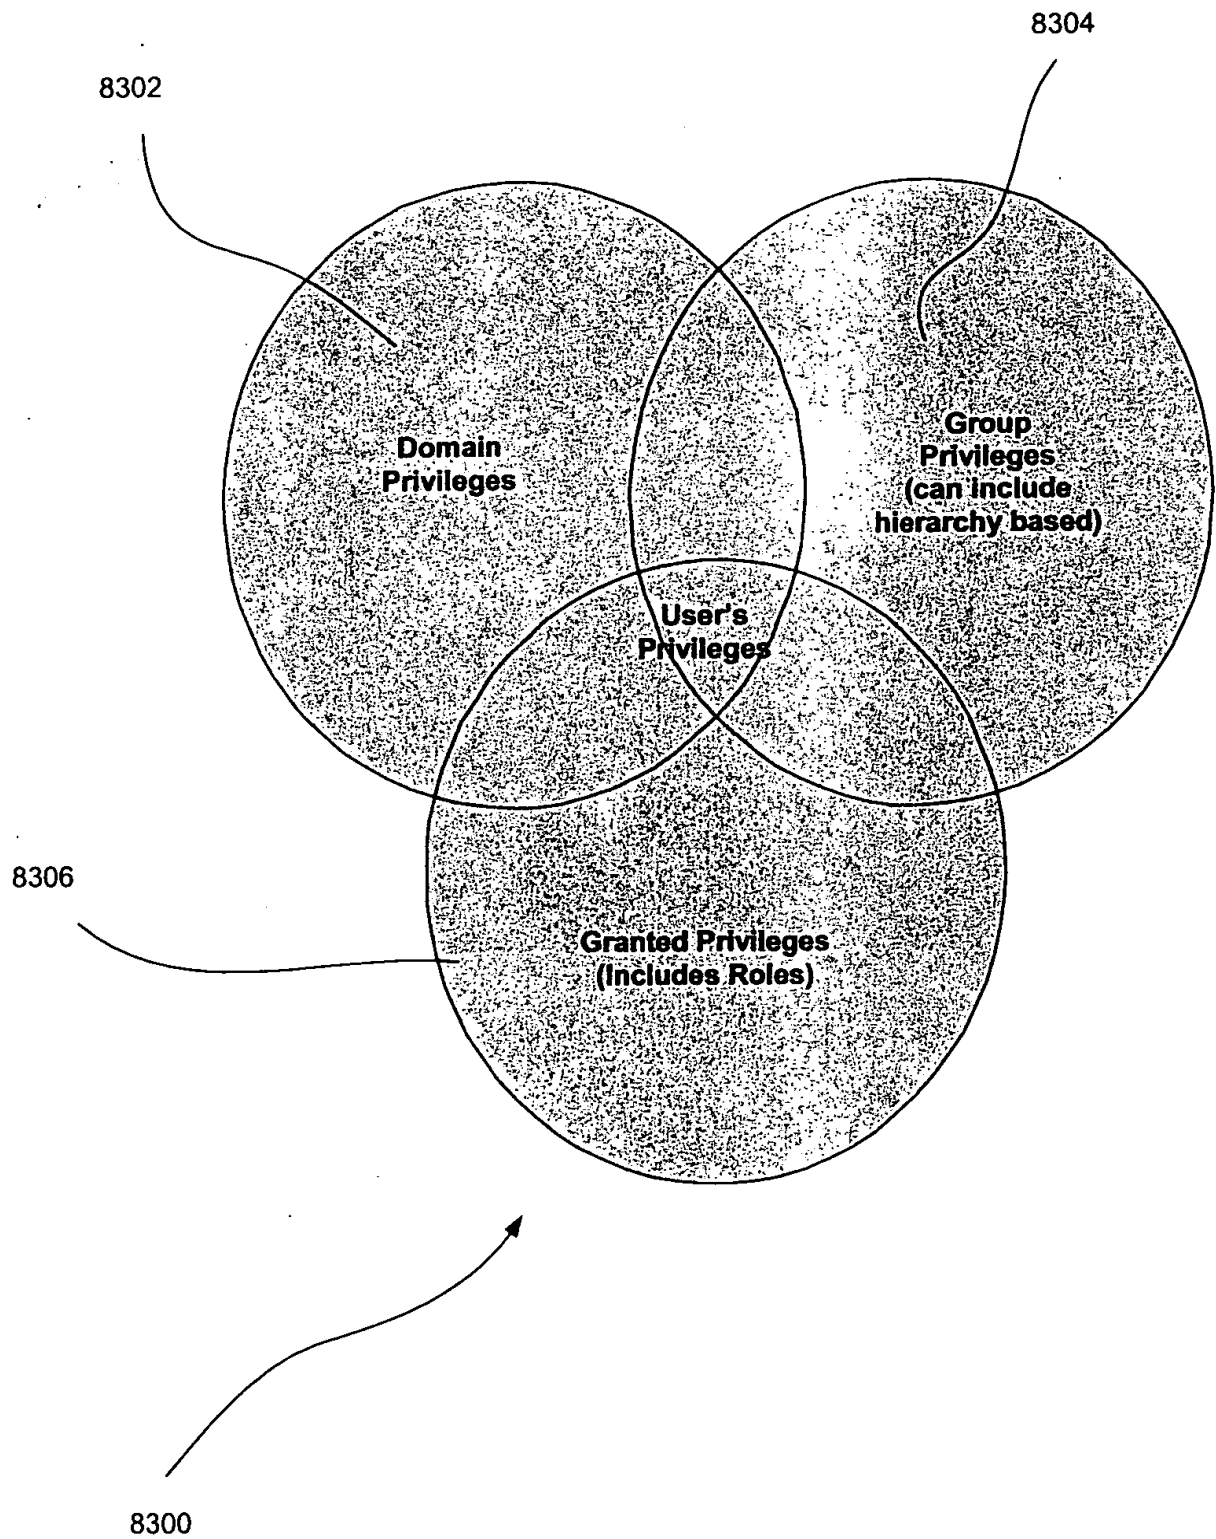 8304
8302
Domain
Privileges
Group
Privileges
(can include
hierarchy based)
User's
Privileges
8306
Granted Privileges
(Includes Roles)
8300